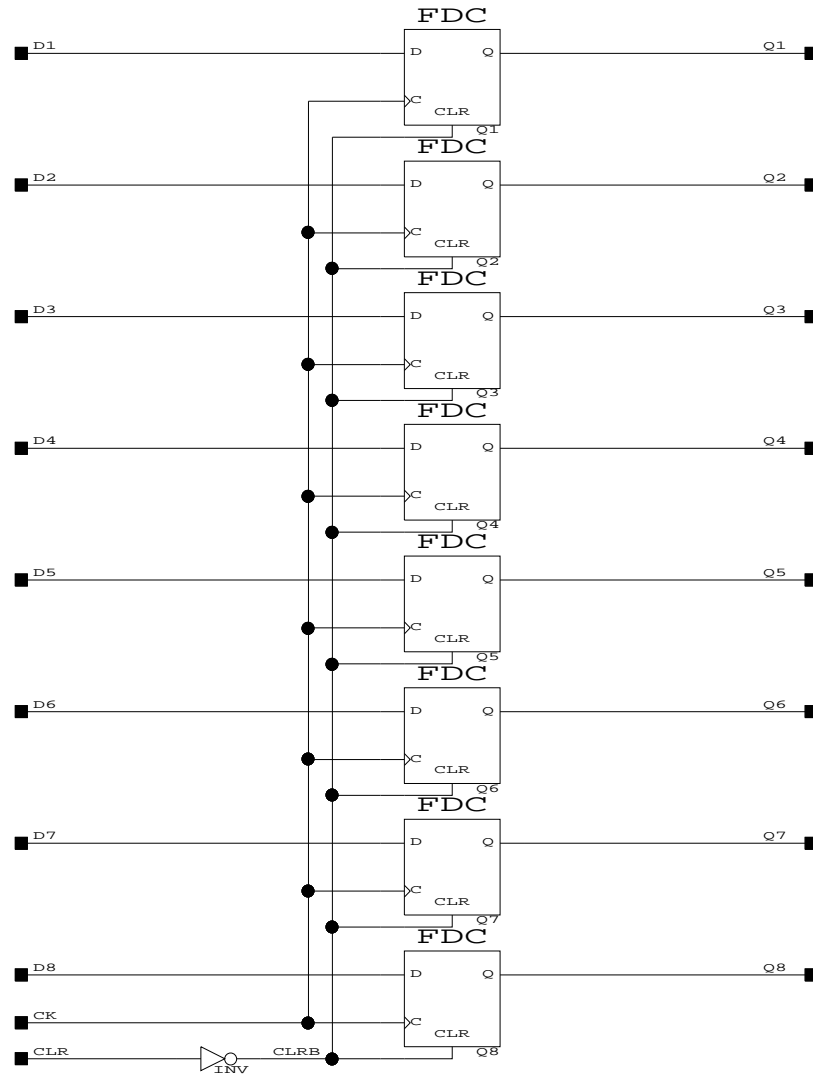 FDC
D1 D Q Q1
C
CLR
Q1
FDC
D2 D Q Q2
C
CLR
Q2
FDC
D3 D Q Q3
C
CLR
Q3
FDC
D4 D Q Q4
C
CLR
Q4
FDC
D5 D Q Q5
C
CLR
Q5
FDC
D6 D Q Q6
C
CLR
Q6
FDC
D7 D Q Q7
C
CLR
Q7
FDC
D8 D Q Q8
CK C
CLR
CLR CLRB Q8
INV